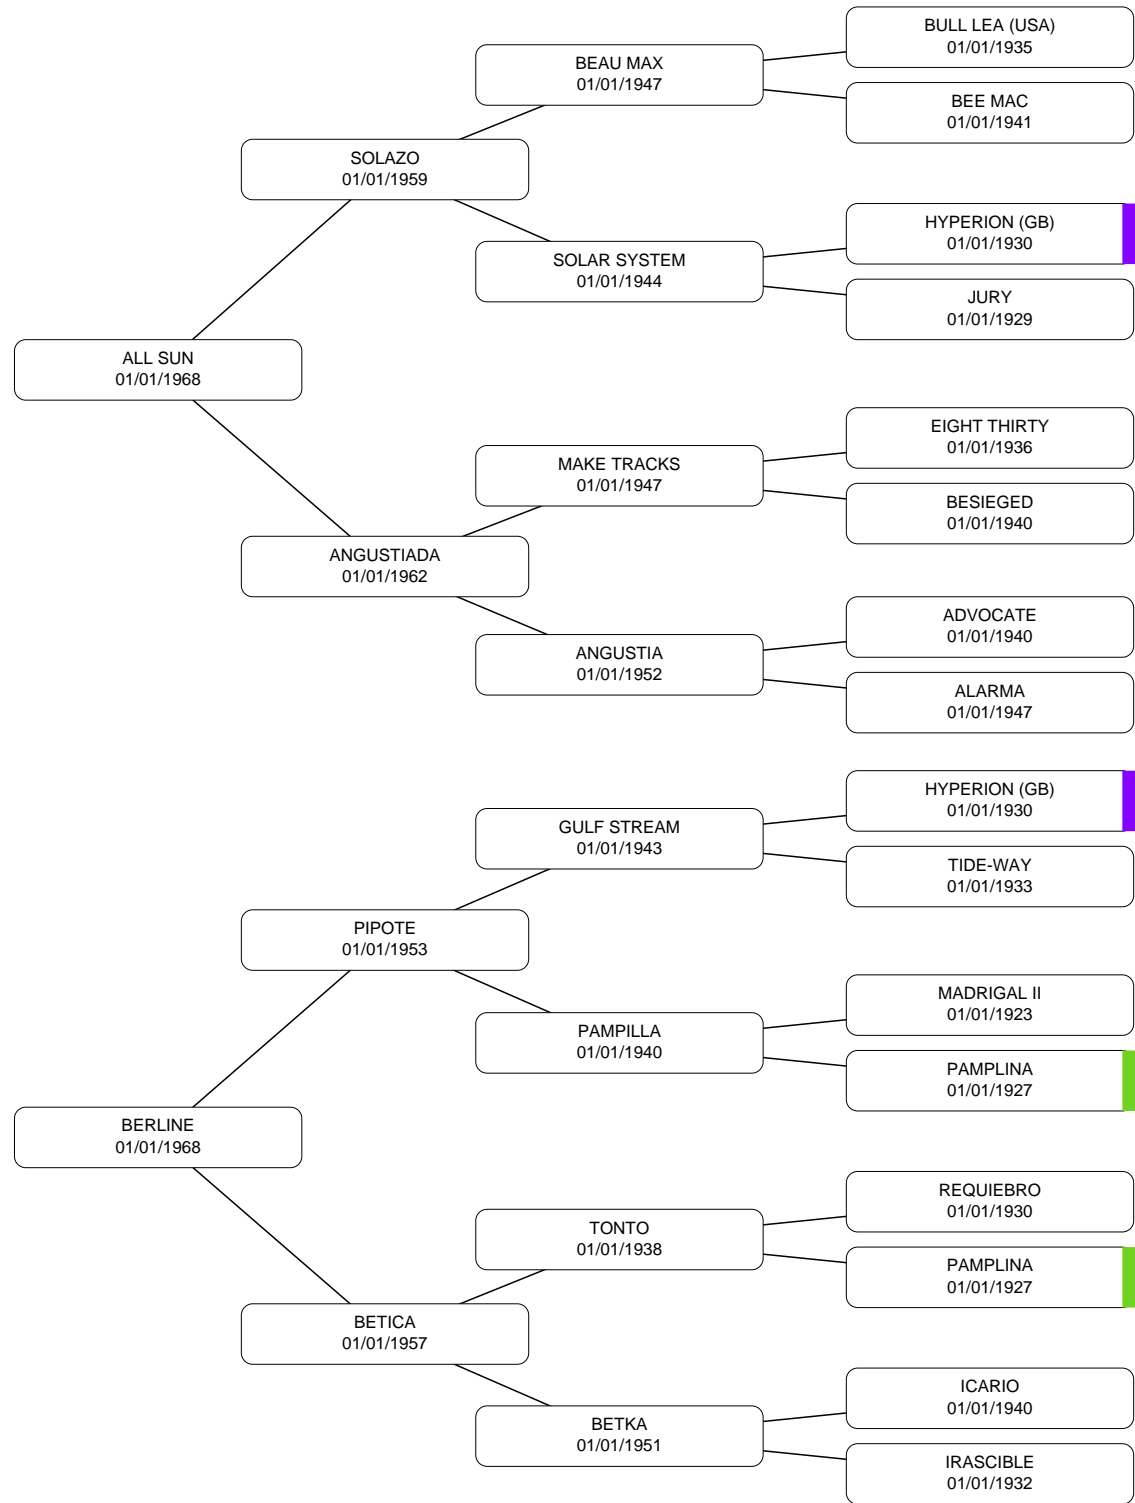 BULL LEA (USA)
01/01/1935
BEAU MAX
01/01/1947
BEE MAC
01/01/1941
SOLAZO
01/01/1959
HYPERION (GB)
01/01/1930
SOLAR SYSTEM
01/01/1944
JURY
01/01/1929
ALL SUN
01/01/1968
EIGHT THIRTY
01/01/1936
MAKE TRACKS
01/01/1947
BESIEGED
01/01/1940
ANGUSTIADA
01/01/1962
ADVOCATE
01/01/1940
ANGUSTIA
01/01/1952
ALARMA
01/01/1947
HYPERION (GB)
01/01/1930
GULF STREAM
01/01/1943
TIDE-WAY
01/01/1933
PIPOTE
01/01/1953
MADRIGAL II
01/01/1923
PAMPILLA
01/01/1940
PAMPLINA
01/01/1927
BERLINE
01/01/1968
REQUIEBRO
01/01/1930
TONTO
01/01/1938
PAMPLINA
01/01/1927
BETICA
01/01/1957
ICARIO
01/01/1940
BETKA
01/01/1951
IRASCIBLE
01/01/1932